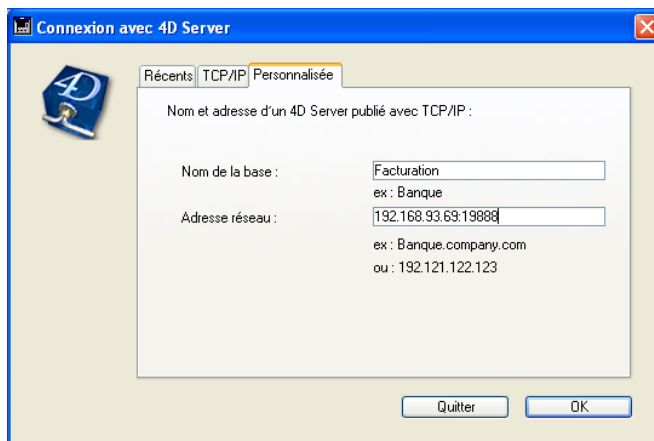 Connexion avec 4D Server
Récents TCP/IP Personnalisée
Nom et adresse d'un 4D Server publié avec TCP/IP :
Nom de la base : Facturation
ex : Banque
Adresse réseau : 192.168.93.69:19888
ex : Banque.company.com
ou : 192.121.122.123
4D
Quitter OK